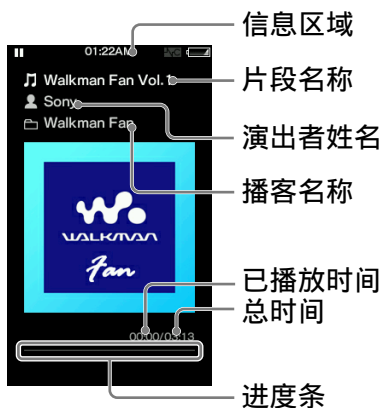 信息区域
01:22AM
Walkman Fan Vol.1
片段名称
Sony
演出者姓名
Walkman Fan
播客名称
WALKMAN
Fan
已播放时间
总时间
00:00/03:13
进度条